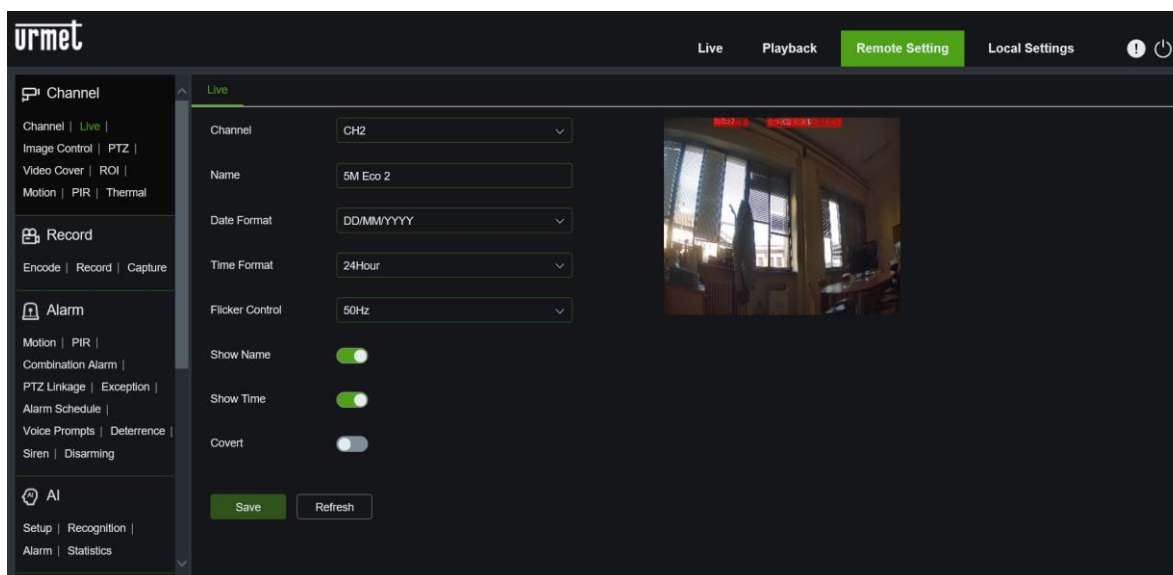 urmet
Live Playback Remote Setting Local Settings
Channel
Channel | Live |
Image Control | PTZ |
Video Cover | ROI |
Motion | PIR | Thermal
Record
Encode | Record | Capture
Alarm
Motion | PIR |
Combination Alarm |
PTZ Linkage | Exception |
Alarm Schedule |
Voice Prompts | Deterrence |
Siren | Disarming
AI
Setup | Recognition |
Alarm | Statistics
Live
Channel CH2
Name 5M Eco 2
Date Format DD/MM/YYYY
Time Format 24Hour
Flicker Control 50Hz
Show Name
Show Time
Covert
Save Refresh